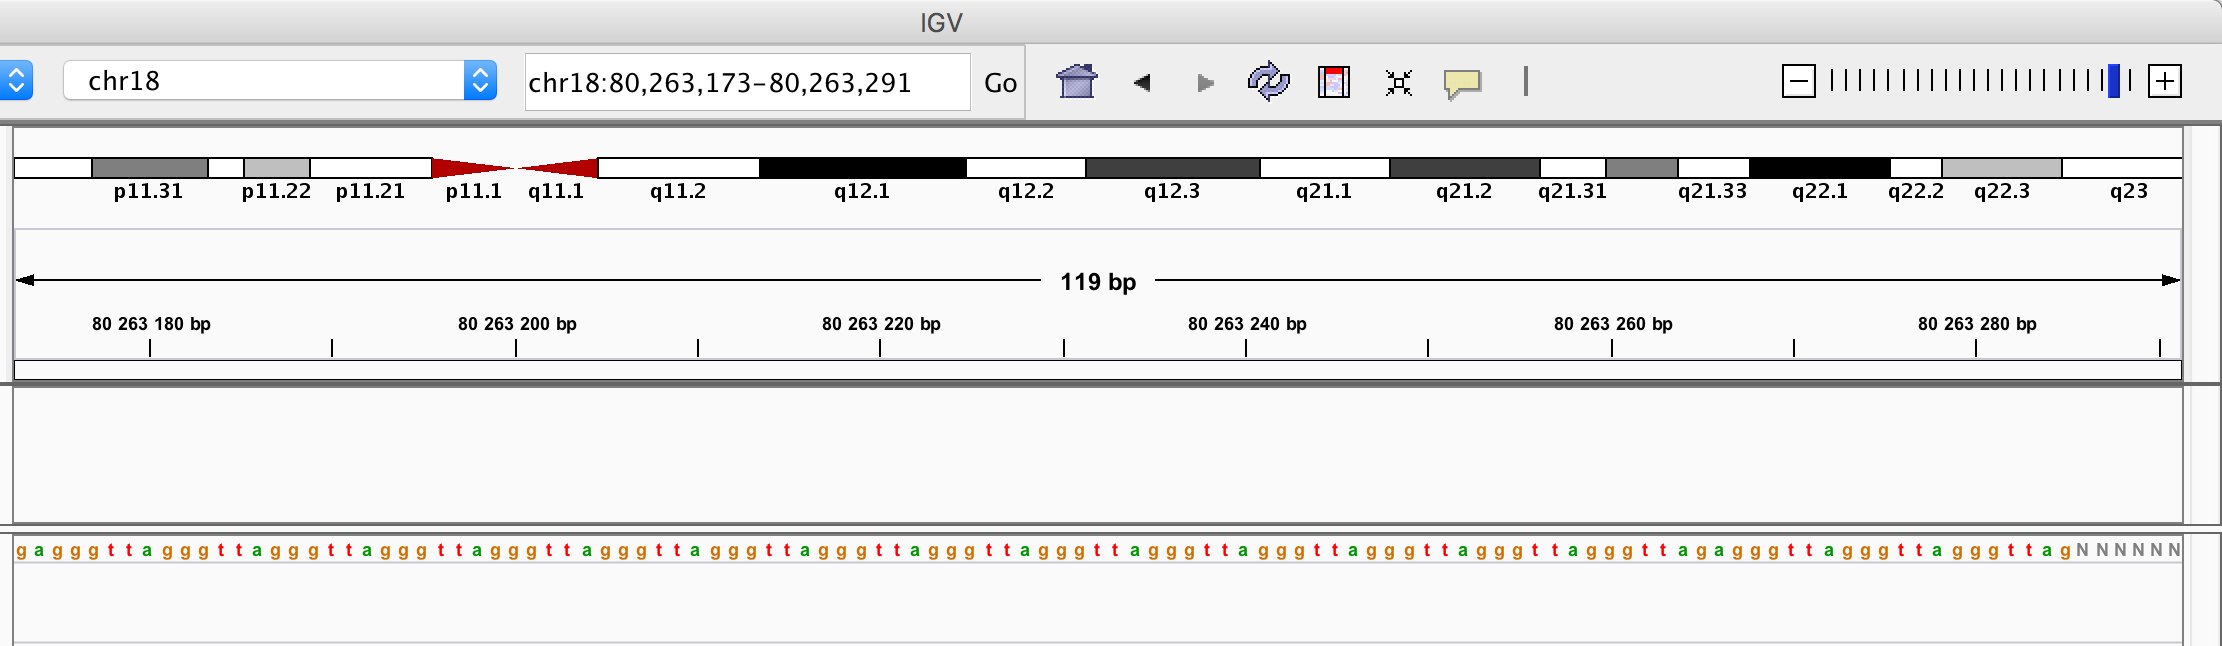 IGV
chr18
chr18:80,263,173-80,263,291
Go
p11.31 p11.22 p11.21 p11.1 q11.1 q11.2 q12.1 q12.2 q12.3 q21.1 q21.2 q21.31 q21.33 q22.1 q22.2 q22.3 q23
119 bp
80 263 180 bp 80 263 200 bp 80 263 220 bp 80 263 240 bp 80 263 260 bp 80 263 280 bp
g a g g g t t a g g g t t a g g g t t a g g g t t a g g g t t a g g g t t a g g g t t a g g g t t a g g g t t a g g g t t a g g g t t a g g g t t a g g g t t a g g g t t a g g g t t a g a g g g t t a g g g t t a g g g t t a g N N N N N N